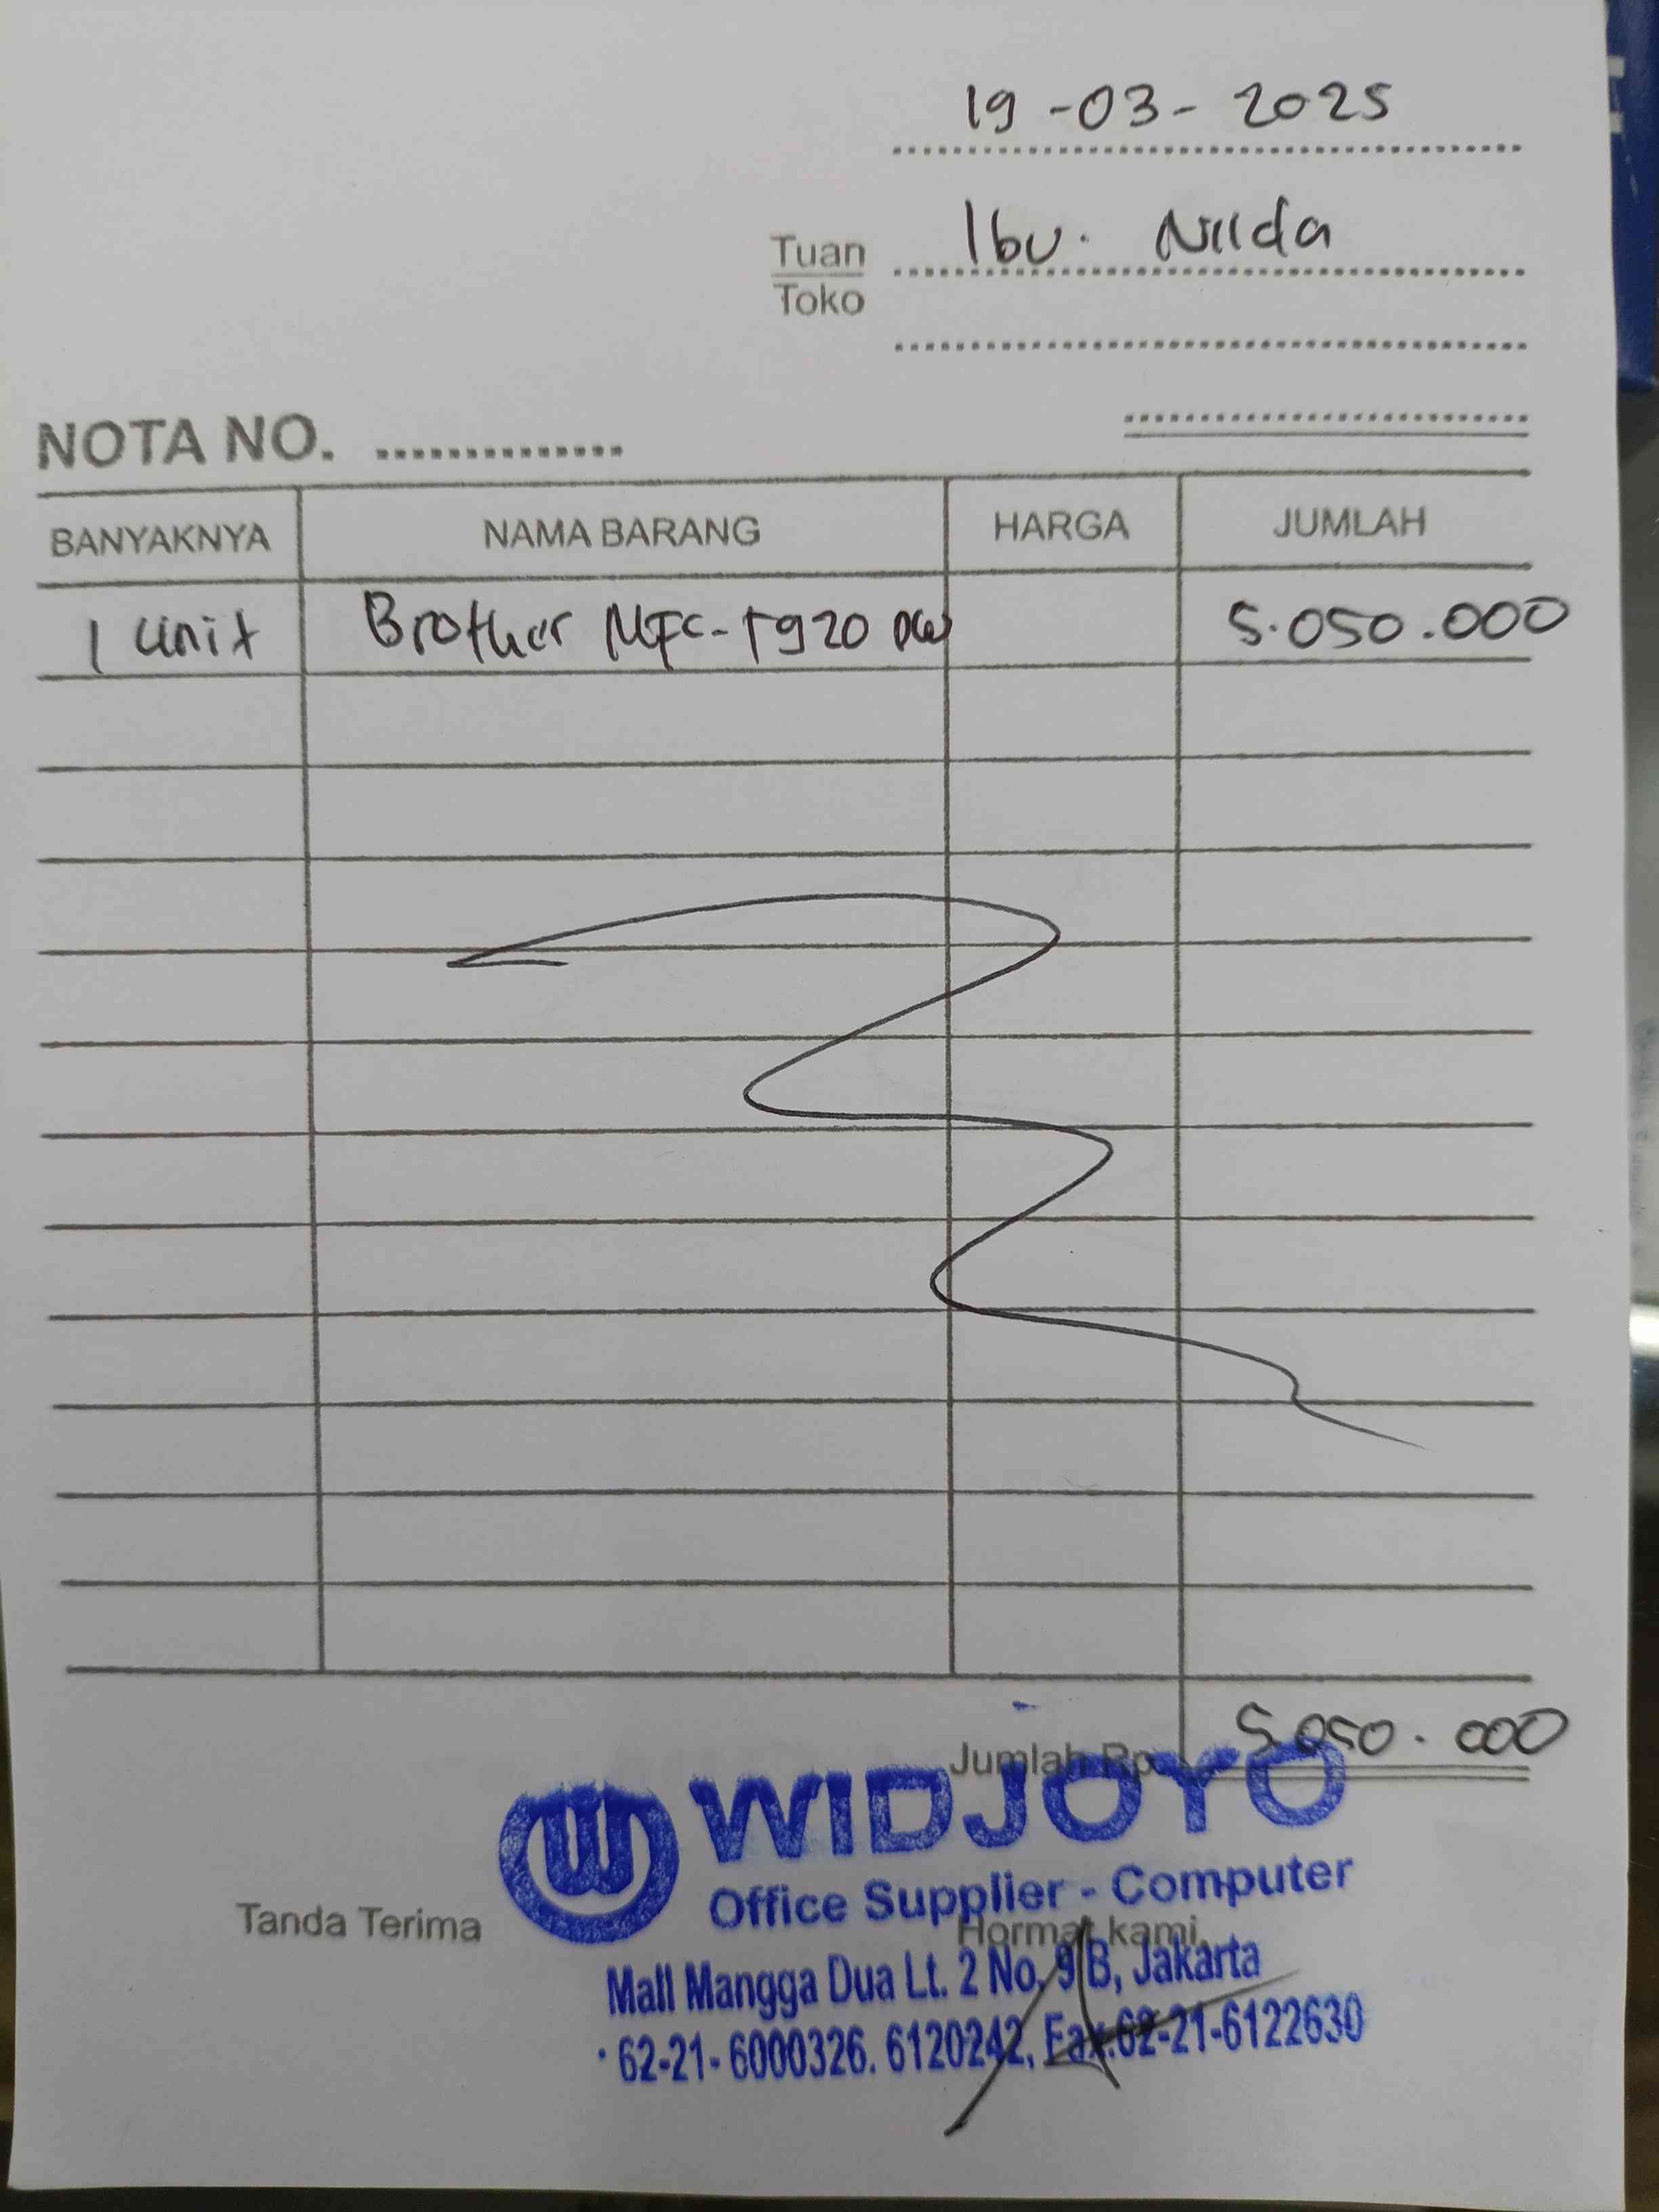 19-03-2025
Tuan Ibu. Nilda
Toko
NOTA NO. ..............
BANYAKNYA NAMA BARANG HARGA JUMLAH
1 unit Brother MFC-T920 DW 5.050.000
Jumlah Rp 5.050.000
WIDJOYO
Office Supplier - Computer
Tanda Terima Hormat kami,
Mall Mangga Dua Lt. 2 No. 9 B, Jakarta
62-21- 6000326. 6120242, Fax.62-21-6122630